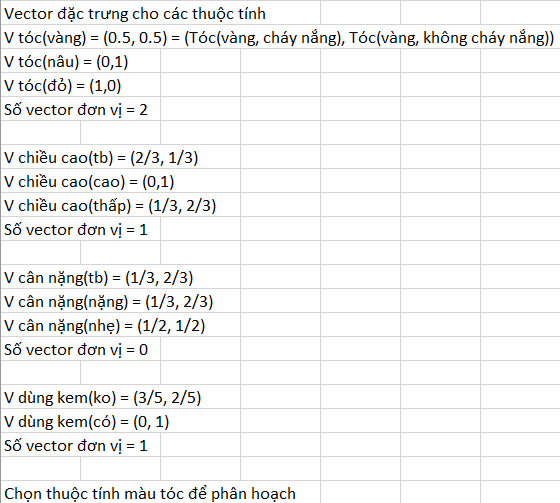 Vector đặc trưng cho các thuộc tính
V tóc(vàng) = (0.5, 0.5) = (Tóc(vàng, cháy nắng), Tóc(vàng, không cháy nắng))
V tóc(nâu) = (0,1)
V tóc(đỏ) = (1,0)
Số vector đơn vị = 2
V chiều cao(tb) = (2/3, 1/3)
V chiều cao(cao) = (0,1)
V chiều cao(thấp) = (1/3, 2/3)
Số vector đơn vị = 1
V cân nặng(tb) = (1/3, 2/3)
V cân nặng(nặng) = (1/3, 2/3)
V cân nặng(nhẹ) = (1/2, 1/2)
Số vector đơn vị = 0
V dùng kem(ko) = (3/5, 2/5)
V dùng kem(có) = (0, 1)
Số vector đơn vị = 1
Chọn thuộc tính màu tóc để phân hoạch